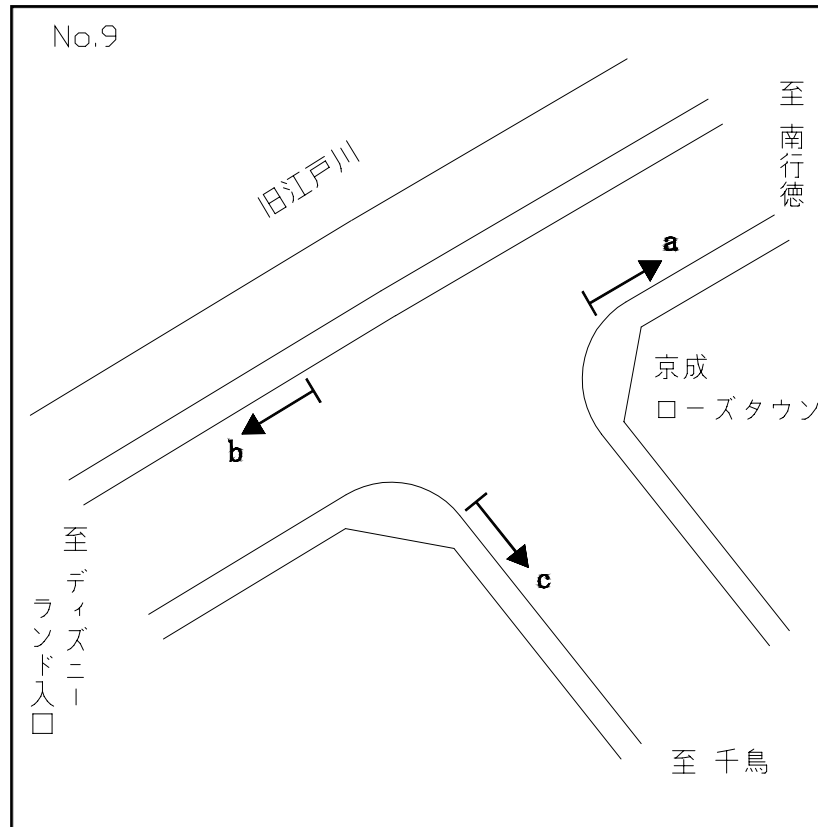 No.9
至 南行徳
旧江戸川
a
京成
ローズタウン
b
c
至 ディズニー
ランド入口
至 千鳥